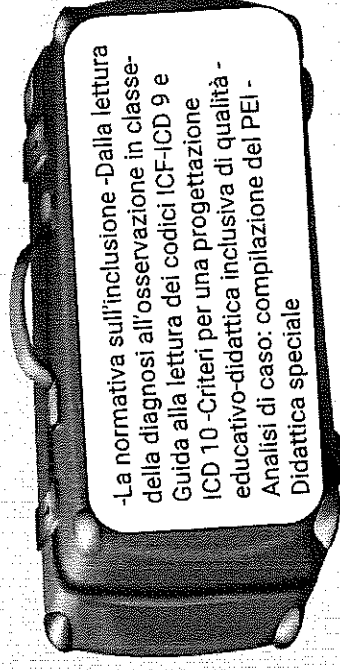 -La normativa sull'inclusione -Dalla lettura
della diagnosi all'osservazione in classe-
Guida alla lettura dei codici ICF-ICD 9 e
ICD 10 -Criteri per una progettazione
educativo-didattica inclusiva di qualità -
Analisi di caso: compilazione del PEI -
Didattica speciale